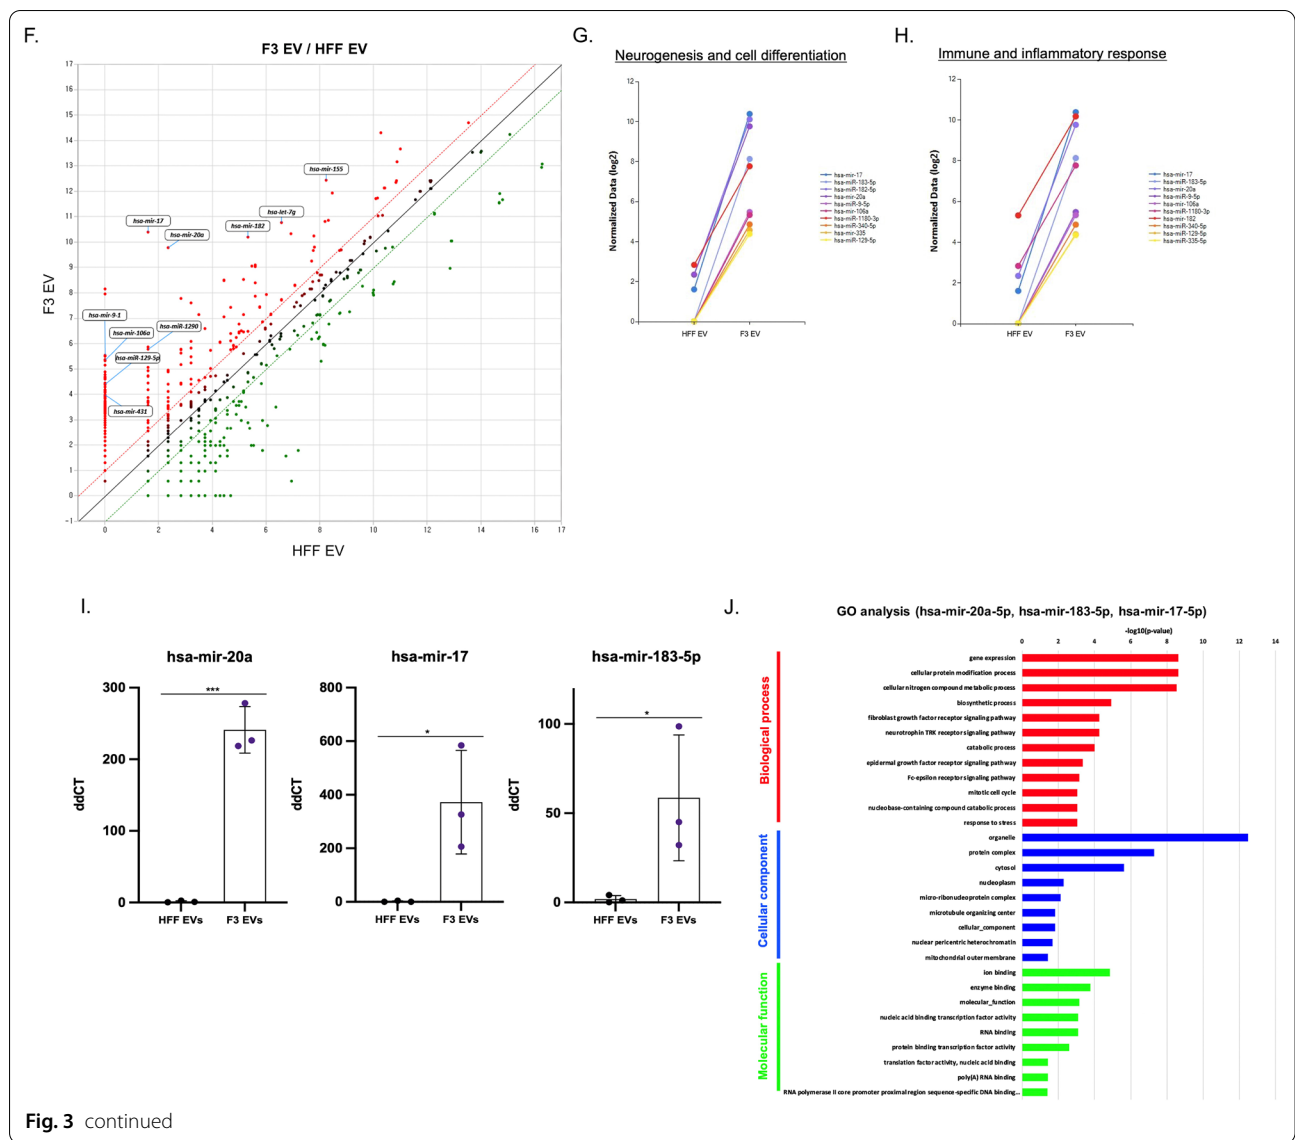 F.
F3 EV / HFF EV
17
16
15
14
13
12
11
10
9
8
7
6
5
4
3
2
1
0
-1
F3 EV
hsa-mir-155
hsa-let-7g
hsa-mir-17
hsa-mir-182
hsa-mir-20a
hsa-mir-9-1
hsa-miR-1290
hsa-mir-106a
hsa-miR-129-5p
hsa-mir-431
0 2 4 6 8 10 12 14 16 17
HFF EV
G.
Neurogenesis and cell differentiation
Normalized Data (log2)
12
10
8
6
4
2
0
HFF EV F3 EV
hsa-mir-17
hsa-miR-183-5p
hsa-miR-182-5p
hsa-mir-20a
hsa-miR-9-5p
hsa-mir-106a
hsa-miR-1180-3p
hsa-miR-340-5p
hsa-mir-335
hsa-miR-129-5p
H.
Immune and inflammatory response
Normalized Data (log2)
12
10
8
6
4
2
0
HFF EV F3 EV
hsa-mir-17
hsa-miR-183-5p
hsa-mir-20a
hsa-miR-9-5p
hsa-mir-106a
hsa-miR-1180-3p
hsa-mir-182
hsa-miR-340-5p
hsa-miR-129-5p
hsa-miR-335-5p
I.
hsa-mir-20a
ddCT
300
200
100
0
***
HFF EVs F3 EVs
hsa-mir-17
ddCT
800
600
400
200
0
*
HFF EVs F3 EVs
hsa-mir-183-5p
ddCT
100
50
0
*
HFF EVs F3 EVs
J.
GO analysis (hsa-mir-20a-5p, hsa-mir-183-5p, hsa-mir-17-5p)
-log10(p-value)
0 2 4 6 8 10 12 14
Biological process
gene expression
cellular protein modification process
cellular nitrogen compound metabolic process
biosynthetic process
fibroblast growth factor receptor signaling pathway
neurotrophin TRK receptor signaling pathway
catabolic process
epidermal growth factor receptor signaling pathway
Fc-epsilon receptor signaling pathway
mitotic cell cycle
nucleobase-containing compound catabolic process
response to stress
Cellular component
organelle
protein complex
cytosol
nucleoplasm
micro-ribonucleoprotein complex
microtubule organizing center
cellular_component
nuclear pericentric heterochromatin
mitochondrial outer membrane
Molecular function
ion binding
enzyme binding
molecular_function
nucleic acid binding transcription factor activity
RNA binding
protein binding transcription factor activity
translation factor activity, nucleic acid binding
poly(A) RNA binding
RNA polymerase II core promoter proximal region sequence-specific DNA binding...
Fig. 3 continued